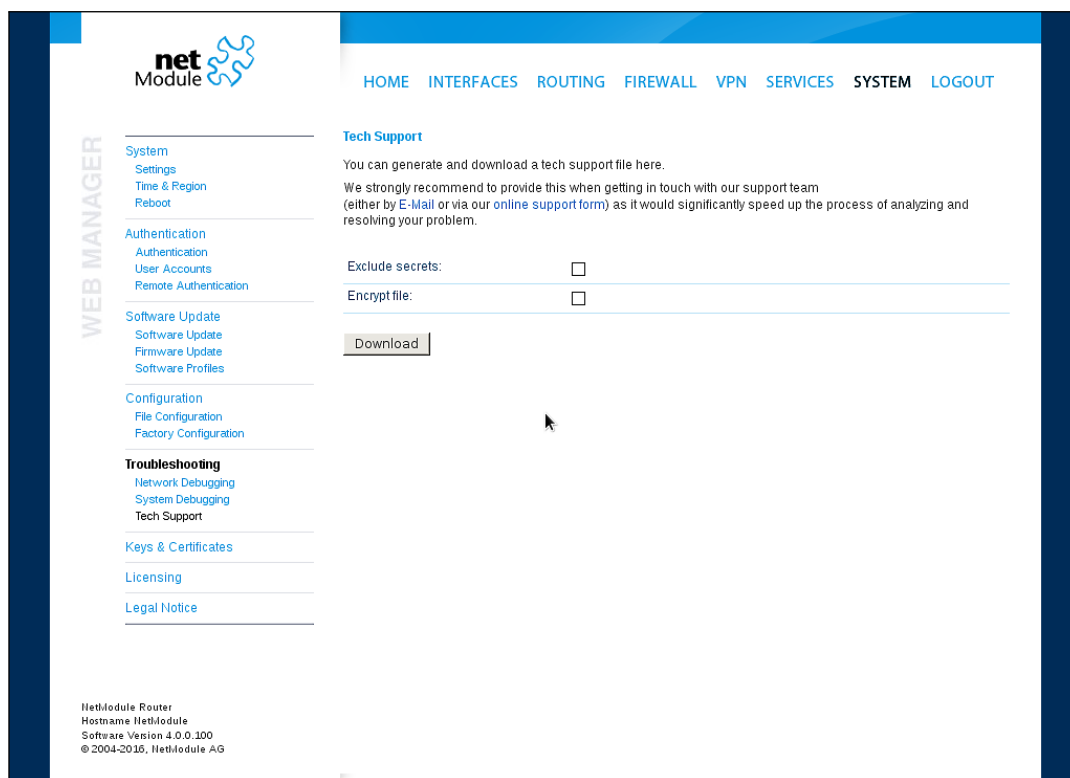 net
Module
HOME INTERFACES ROUTING FIREWALL VPN SERVICES SYSTEM LOGOUT
WEB MANAGER
System
Settings
Time & Region
Reboot
Authentication
Authentication
User Accounts
Remote Authentication
Software Update
Software Update
Firmware Update
Software Profiles
Configuration
File Configuration
Factory Configuration
Troubleshooting
Network Debugging
System Debugging
Tech Support
Keys & Certificates
Licensing
Legal Notice
Tech Support
You can generate and download a tech support file here.
We strongly recommend to provide this when getting in touch with our support team
(either by E-Mail or via our online support form) as it would significantly speed up the process of analyzing and
resolving your problem.
Exclude secrets:
Encrypt file:
Download
NetModule Router
Hostname NetModule
Software Version 4.0.0.100
© 2004-2016, NetModule AG